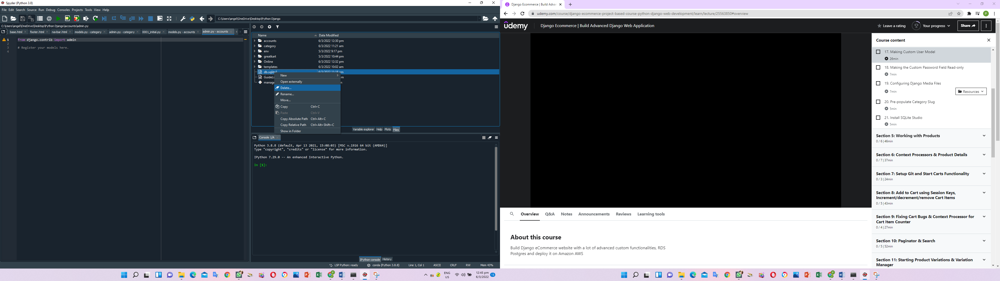 Spyder (Python 3.8)
File Edit Search Source Run Debug Consoles Projects Tools View Help
C:\Users\angel\OneDrive\Desktop\Python Django
C:\Users\angel\OneDrive\Desktop\Python Django\accounts\admin.py
base.html footer.html navbar.html models.py - category admin.py - category 0001_initial.py models.py - accounts admin.py - accounts
1 from django.contrib import admin
2
3 # Register your models here.
4
Name Date Modified
accounts 6/3/2022 12:30 pm
category 6/3/2022 11:21 am
env 5/3/2022 9:17 pm
greatkart 5/3/2022 10:44 pm
Online 6/3/2022 12:32 pm
templates 6/3/2022 10:02 am
db.sqlite3 6/3/2022 11:18 am
New
Open externally
Delete...
Rename...
Move...
Copy Ctrl+C
Paste Ctrl+V
Copy Absolute Path Ctrl+Alt+C
Copy Relative Path Ctrl+Alt+Shift+C
Show in Folder
Variable explorer Help Plots Files
Console 1/A
Python 3.8.8 (default, Apr 13 2021, 15:08:03) [MSC v.1916 64 bit (AMD64)]
Type "copyright", "credits" or "license" for more information.
IPython 7.29.0 -- An enhanced Interactive Python.
In [1]:
IPython console History
LSP Python: ready conda (Python 3.8.8) Line 1, Col 1 ASCII CRLF RW Mem 43%
ENG
US
12:45 pm
6/3/2022
15
Django Ecommerce | Build Adva
udemy.com/course/django-ecommerce-project-based-course-python-django-web-development/learn/lecture/25563850#overview
P
udemy
Django Ecommerce | Build Advanced Django Web Application
Leave a rating Your progress Share
Course content
17. Making Custom User Model
26min
18. Making the Custom Password Field Read-only
7min
19. Configuring Django Media Files
7min
Resources
20. Pre-populate Category Slug
5min
21. Install SQLite Studio
5min
Section 5: Working with Products
0 / 6 | 46min
Section 6: Context Processors & Product Details
0 / 7 | 37min
Section 7: Setup Git and Start Carts Functionality
0 / 3 | 24min
Section 8: Add to Cart using Session Keys,
Increment/decrement/remove Cart Items
0 / 5 | 43min
Section 9: Fixing Cart Bugs & Context Processor for
Cart Item Counter
0 / 4 | 27min
Section 10: Paginator & Search
0 / 5 | 52min
Section 11: Starting Product Variations & Variation
Manager
Overview Q&A Notes Announcements Reviews Learning tools
About this course
Build Django eCommerce website with a lot of advanced custom functionalities, RDS
Postgres and deploy it on Amazon AWS